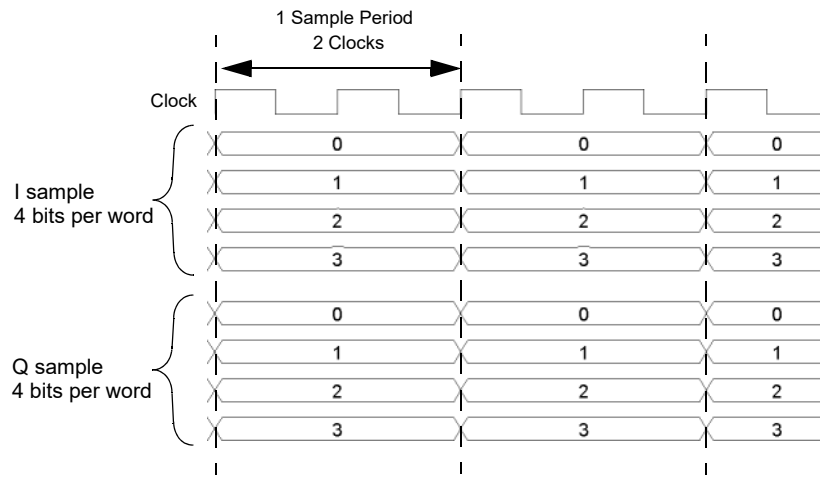 1 Sample Period
2 Clocks
Clock
0 0 0
I sample
4 bits per word
1 1 1
2 2 2
3 3 3
0 0 0
Q sample
4 bits per word
1 1 1
2 2 2
3 3 3